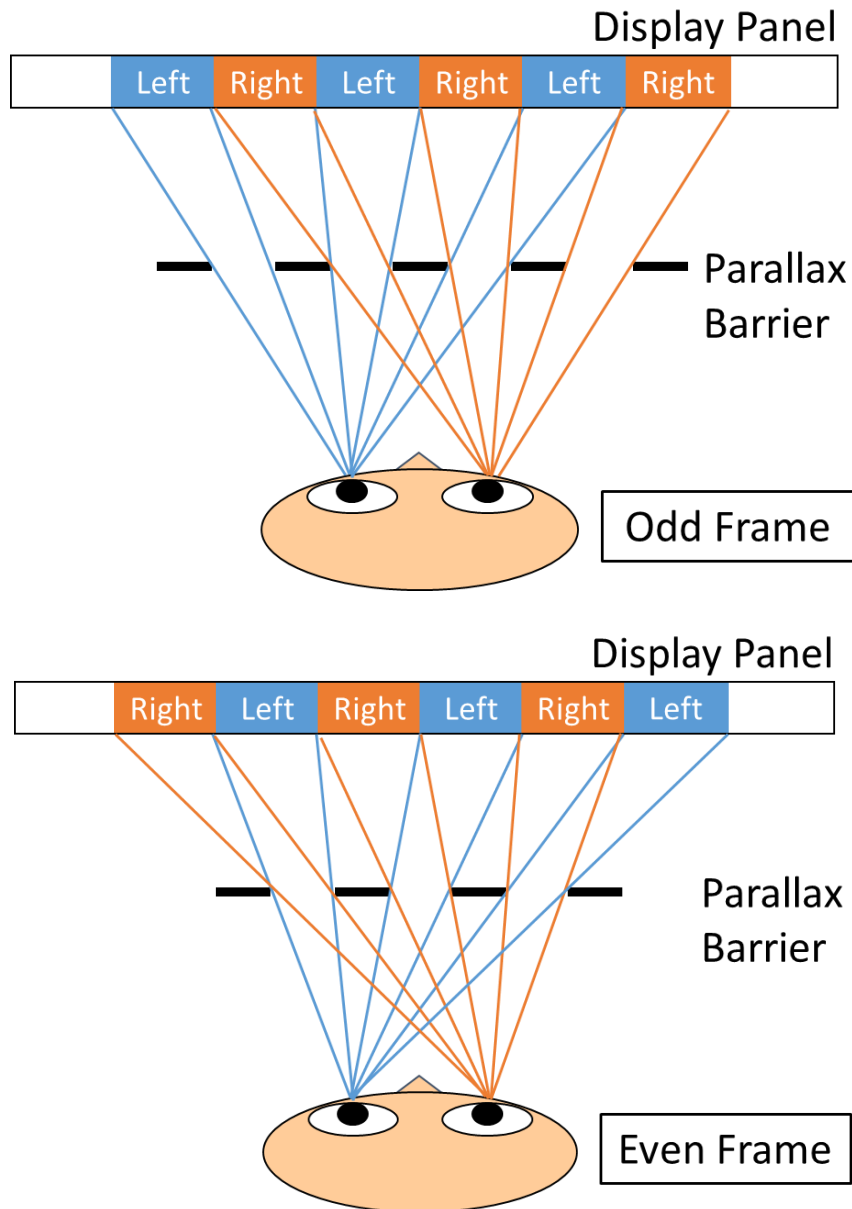 Display Panel
Left Right Left Right Left Right
Parallax
Barrier
Odd Frame
Display Panel
Right Left Right Left Right Left
Parallax
Barrier
Even Frame